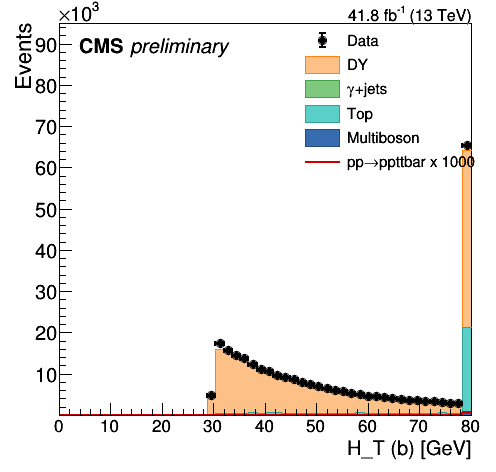 ×10³
41.8 fb⁻¹ (13 TeV)
CMS preliminary
Data
DY
γ+jets
Top
Multiboson
pp→ppttbar x 1000
Events
90
80
70
60
50
40
30
20
10
0 10 20 30 40 50 60 70 80
H_T (b) [GeV]